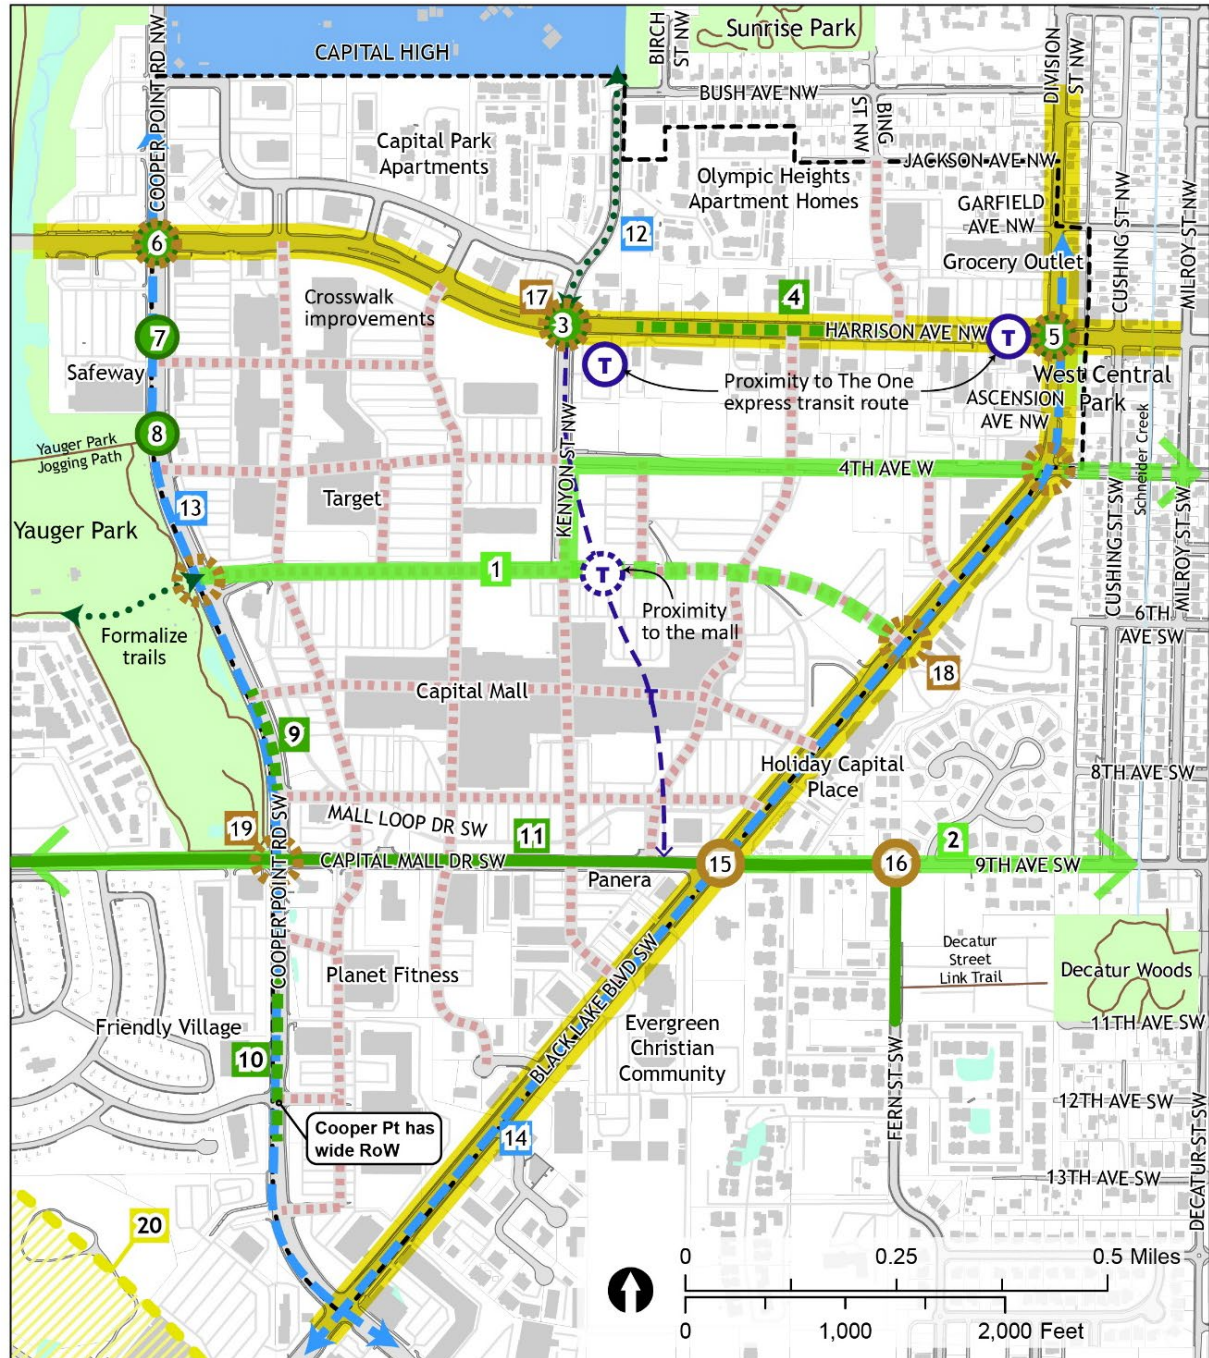 COOPER POINT RD NW
CAPITAL HIGH
BIRCH
ST NW
Sunrise Park
DIVISION
ST NW
BUSH AVE NW
BING
ST NW
Capital Park
Apartments
JACKSON AVE NW
Olympic Heights
Apartment Homes
GARFIELD
AVE NW
CUSHING ST NW
MILROY ST NW
12
6
Grocery Outlet
Crosswalk
improvements
17
4
3
HARRISON AVE NW
T
5
7
T
Safeway
Proximity to The One
express transit route
West Central
Park
ASCENSION
AVE NW
8
Yauger Park
Jogging Path
KENYON ST NW
4TH AVE W
Schneider Creek
13
Target
Yauger Park
CUSHING ST SW
MILROY ST SW
1
T
Proximity
to the mall
6TH
AVE SW
Formalize
trails
18
Capital Mall
T
9
Holiday Capital
Place
8TH AVE SW
MALL LOOP DR SW
19
11
2
CAPITAL MALL DR SW
15
16
9TH AVE SW
Panera
COOPER POINT RD SW
Decatur
Street
Link Trail
Decatur Woods
Planet Fitness
BLACK LAKE BLVD SW
Friendly Village
Evergreen
Christian
Community
11TH AVE SW
10
FERN ST SW
12TH AVE SW
Cooper Pt has
wide RoW
14
13TH AVE SW
DECATUR ST SW
20
0 0.25 0.5 Miles
0 1,000 2,000 Feet